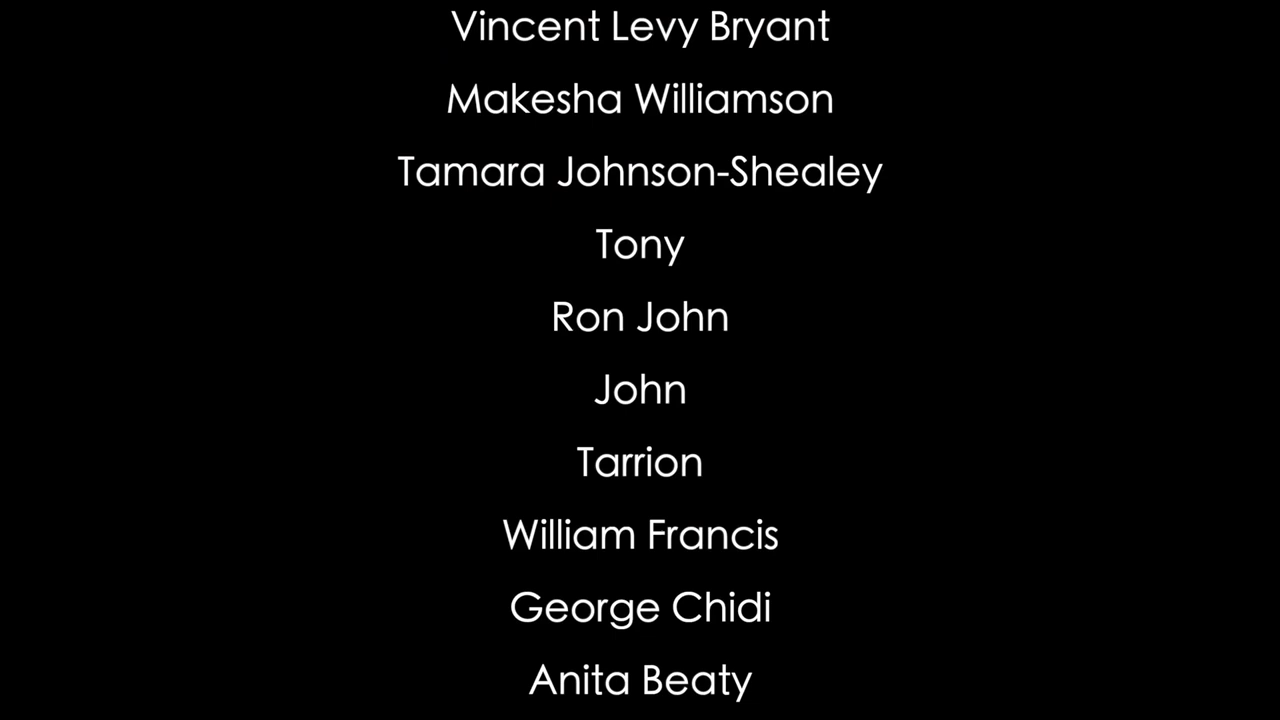 Vincent Levy Bryant
Makesha Williamson
Tamara Johnson-Shealey
Tony
Ron John
John
Tarrion
William Francis
George Chidi
Anita Beaty